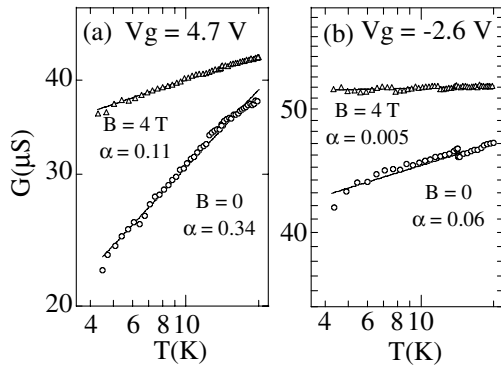 (a) Vg = 4.7 V
(b) Vg = -2.6 V
40
30
20
G(μS)
B = 4 T
α = 0.11
B = 0
α = 0.34
4 6 8 10
T(K)
50
40
B = 4 T
α = 0.005
B = 0
α = 0.06
4 6 8 10
T(K)